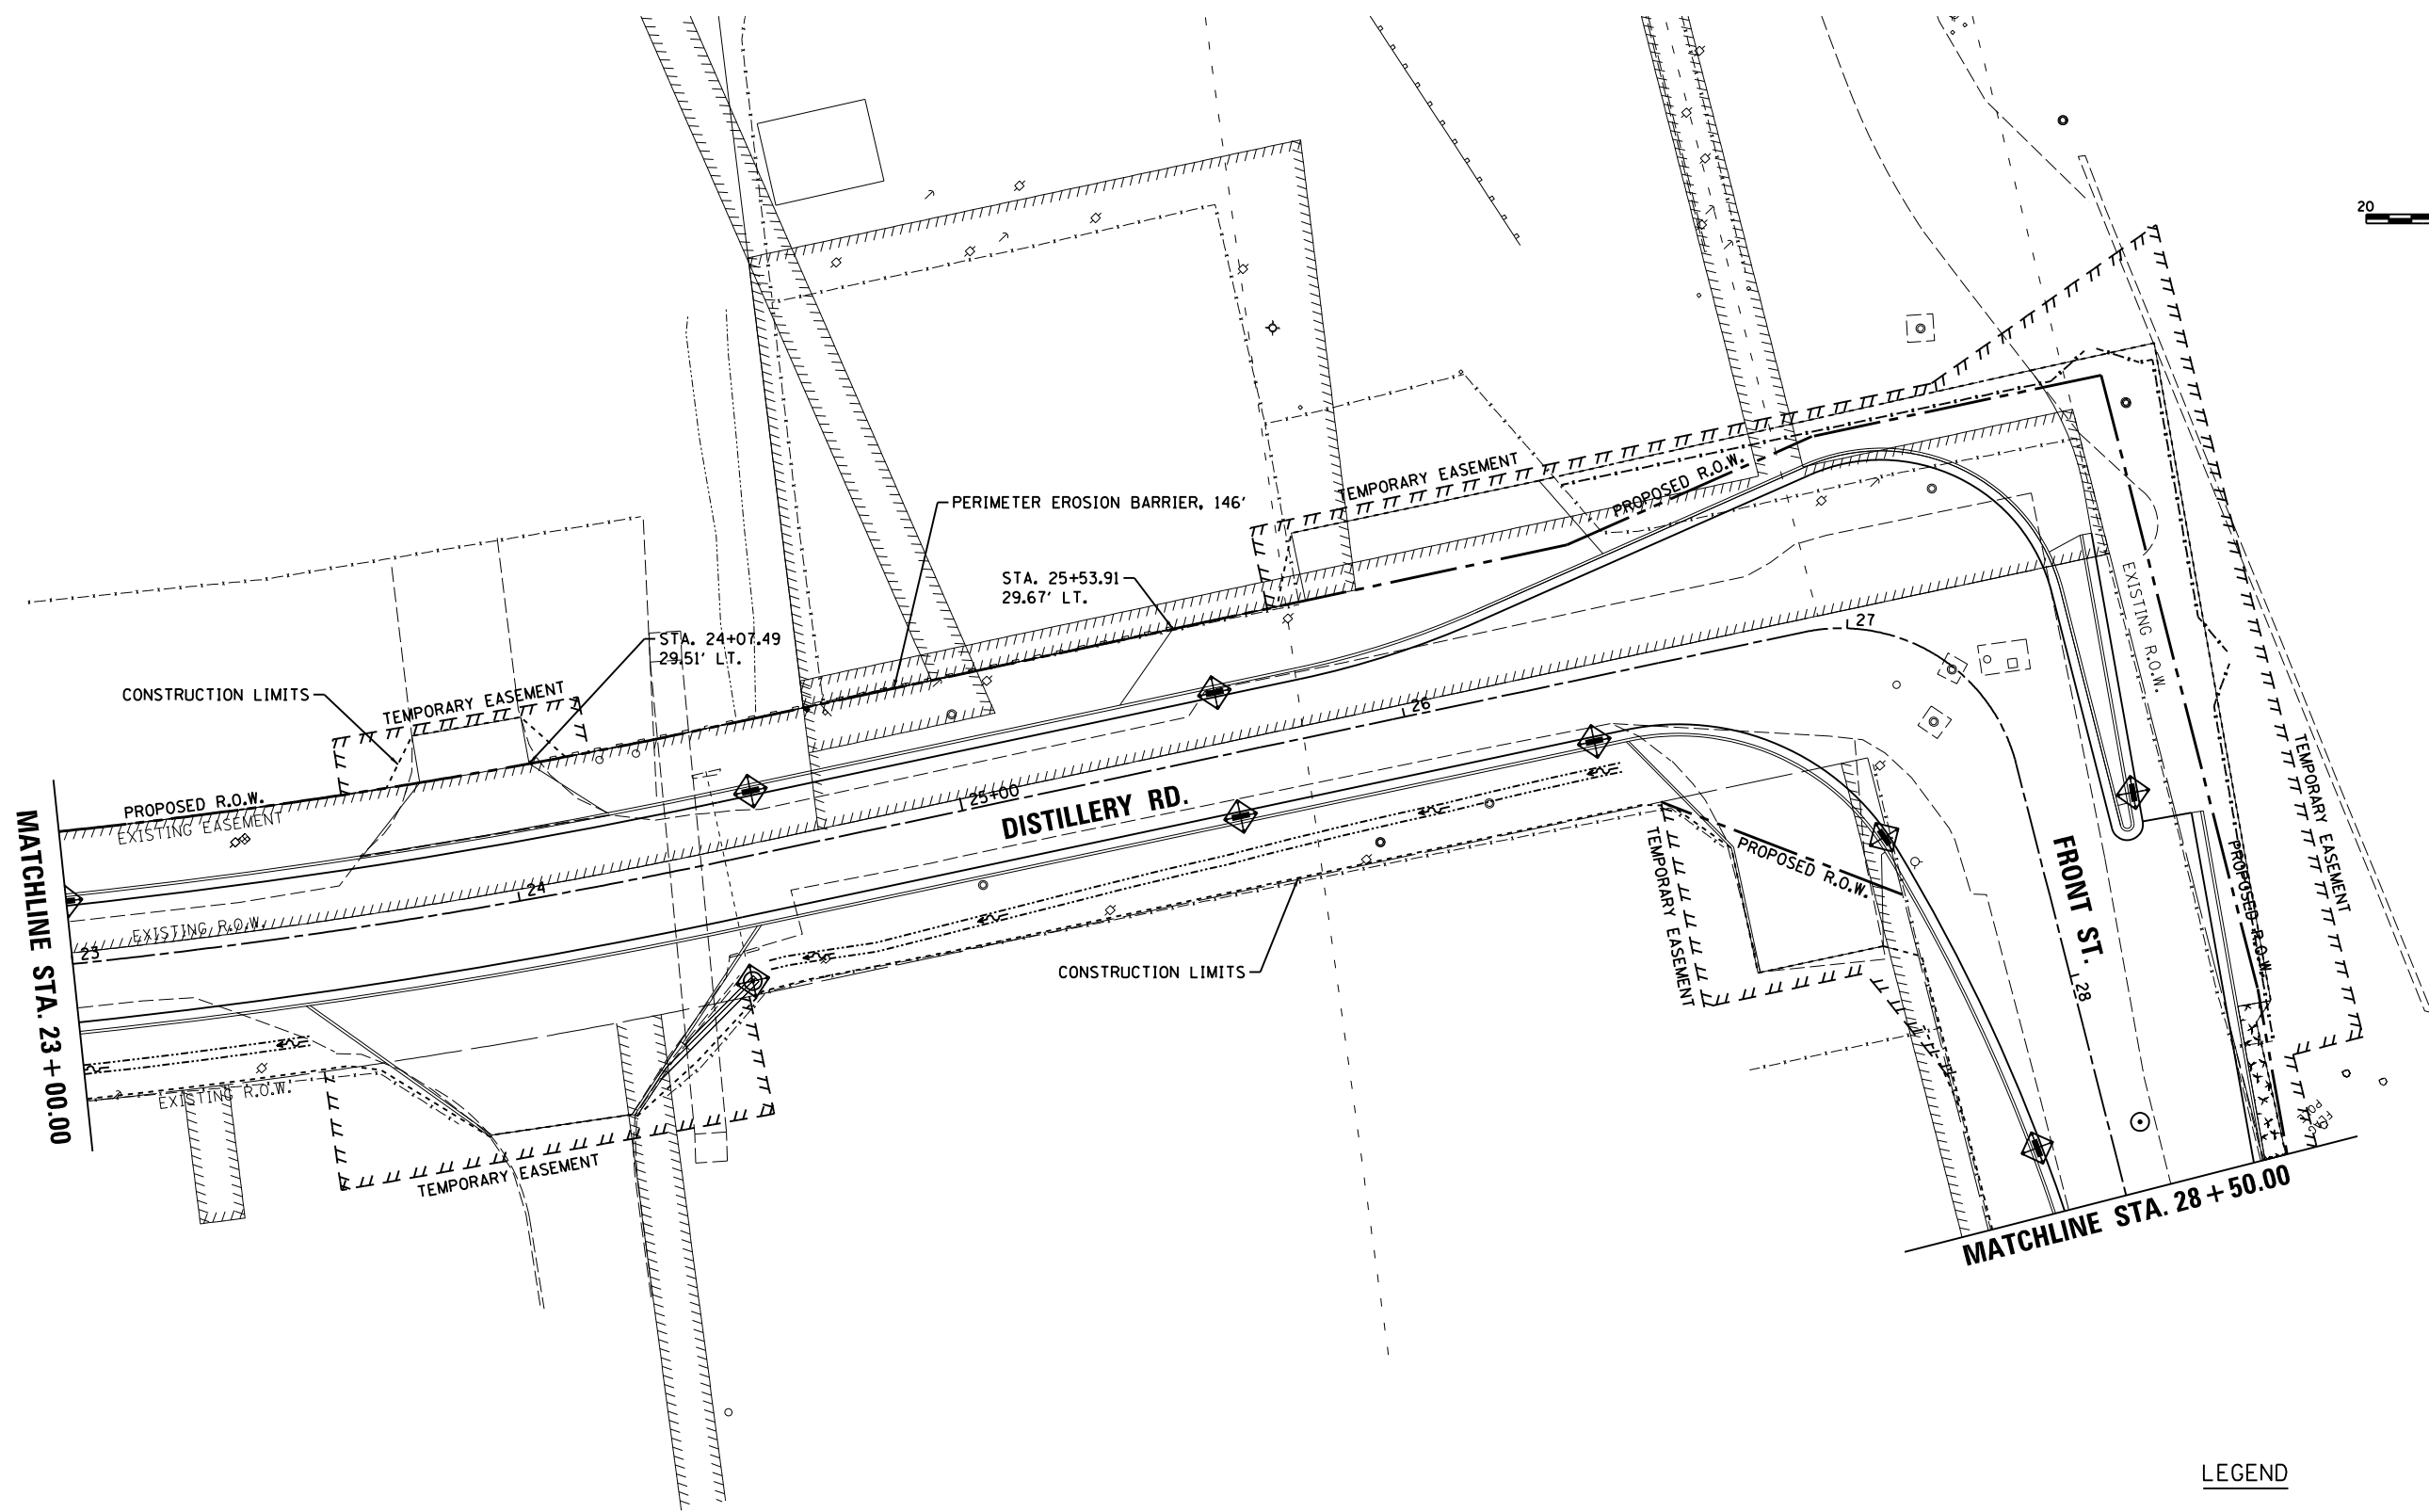 20
PERIMETER EROSION BARRIER, 146'
TEMPORARY EASEMENT
PROPOSED R.O.W.
STA. 25+53.91
29.67' LT.
STA. 24+07.49
29.51' LT.
CONSTRUCTION LIMITS
TEMPORARY EASEMENT
PROPOSED R.O.W.
EXISTING EASEMENT
EXISTING R.O.W.
23
24
25+00
26
27
28
DISTILLERY RD.
EXISTING R.O.W.
TEMPORARY EASEMENT
PROPOSED R.O.W.
FRONT ST.
PROPOSED R.O.W.
TEMPORARY EASEMENT
CONSTRUCTION LIMITS
MATCHLINE STA. 23+00.00
EXISTING R.O.W.
TEMPORARY EASEMENT
MATCHLINE STA. 28+50.00
LEGEND